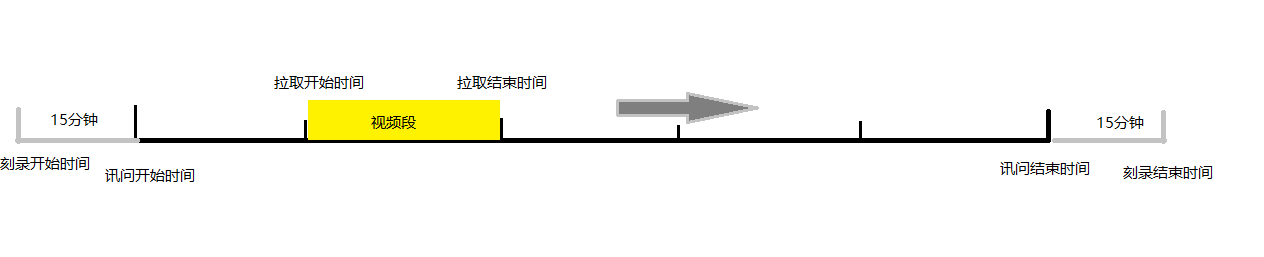 拉取开始时间
拉取结束时间
15分钟
视频段
15分钟
刻录开始时间
讯问开始时间
讯问结束时间
刻录结束时间